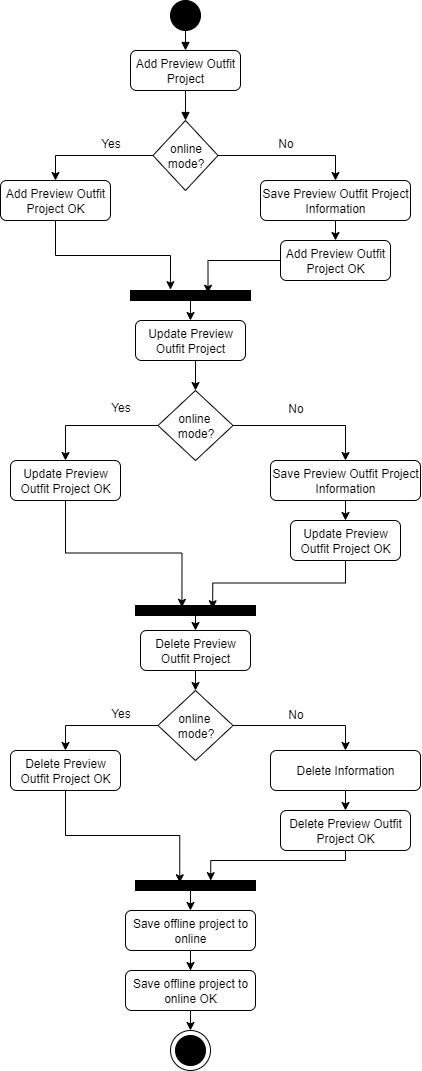 Add Preview Outfit
Project
online
mode?
Yes
No
Add Preview Outfit
Project OK
Save Preview Outfit Project
Information
Add Preview Outfit
Project OK
Update Preview
Outfit Project
online
mode?
Yes
No
Update Preview
Outfit Project OK
Save Preview Outfit Project
Information
Update Preview
Outfit Project OK
Delete Preview
Outfit Project
online
mode?
Yes
No
Delete Preview
Outfit Project OK
Delete Information
Delete Preview Outfit
Project OK
Save offline project to
online
Save offline project to
online OK